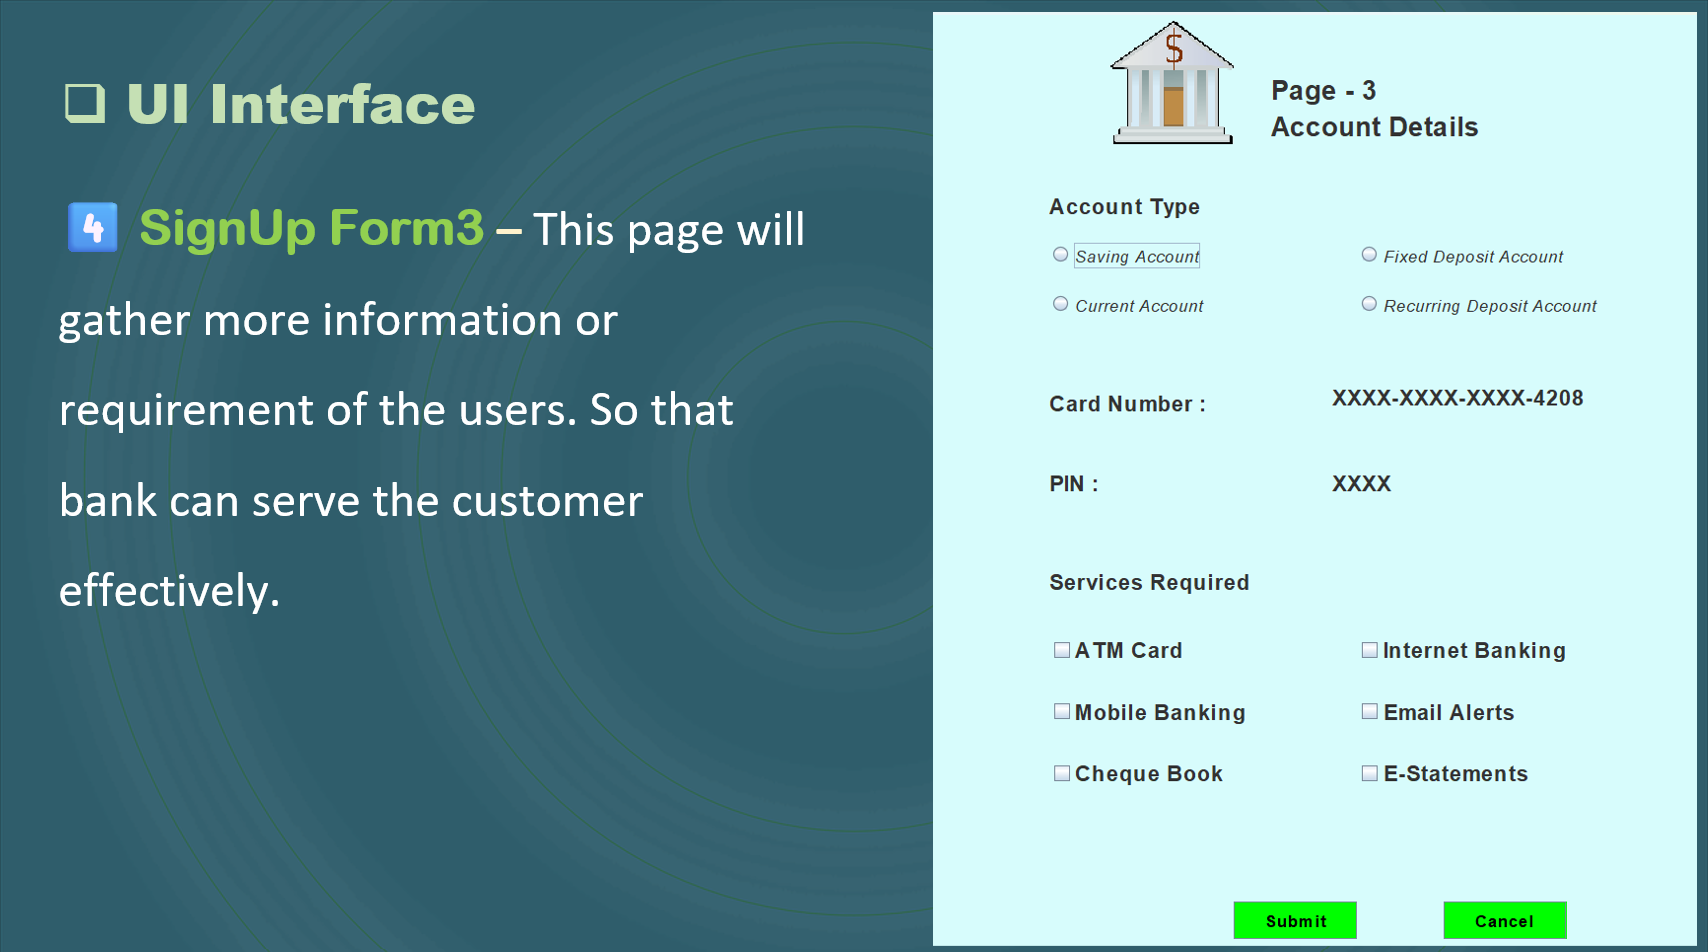 ❑ UI Interface
4 SignUp Form3 – This page will
gather more information or
requirement of the users. So that
bank can serve the customer
effectively.
$
Page - 3
Account Details
Account Type
Saving Account Fixed Deposit Account
Current Account Recurring Deposit Account
Card Number : XXXX-XXXX-XXXX-4208
PIN : XXXX
Services Required
ATM Card Internet Banking
Mobile Banking Email Alerts
Cheque Book E-Statements
Submit Cancel